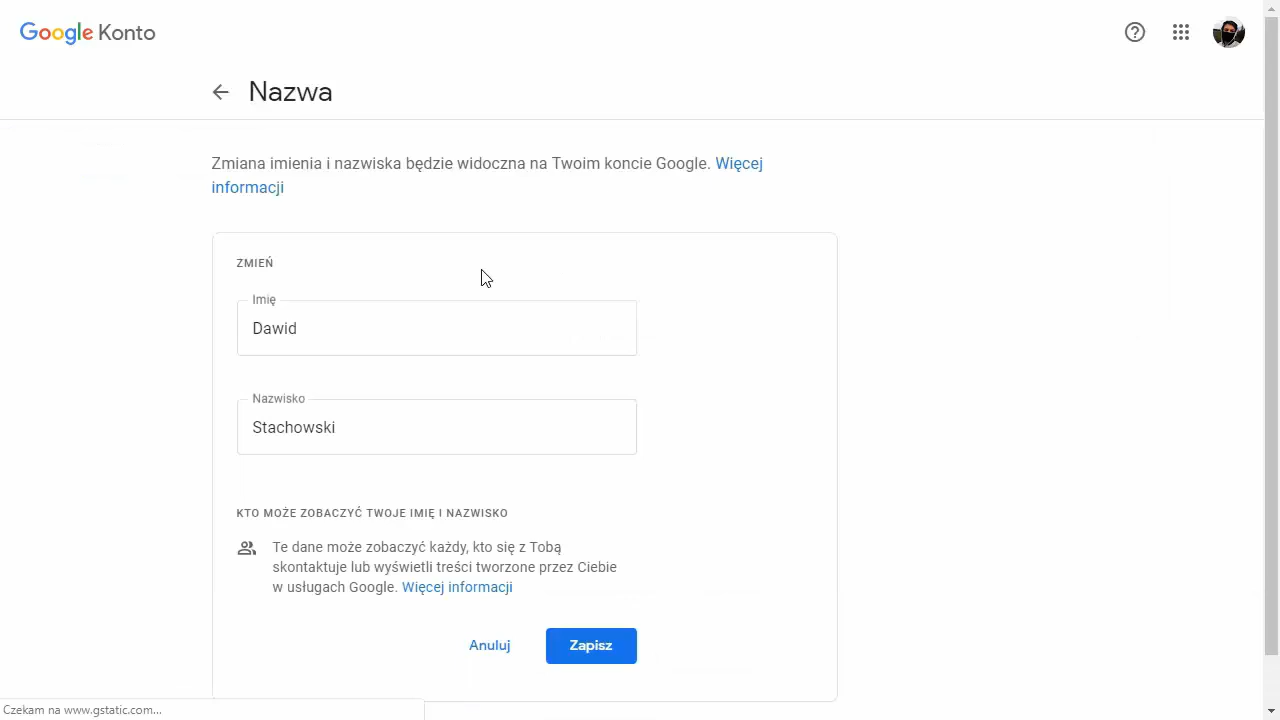 Google Konto
Nazwa
Zmiana imienia i nazwiska będzie widoczna na Twoim koncie Google. Więcej
informacji
ZMIEŃ
Imię
Dawid
Nazwisko
Stachowski
KTO MOŻE ZOBACZYĆ TWOJE IMIĘ I NAZWISKO
Te dane może zobaczyć każdy, kto się z Tobą
skontaktuje lub wyświetli treści tworzone przez Ciebie
w usługach Google. Więcej informacji
Anuluj Zapisz
Czekam na www.gstatic.com...